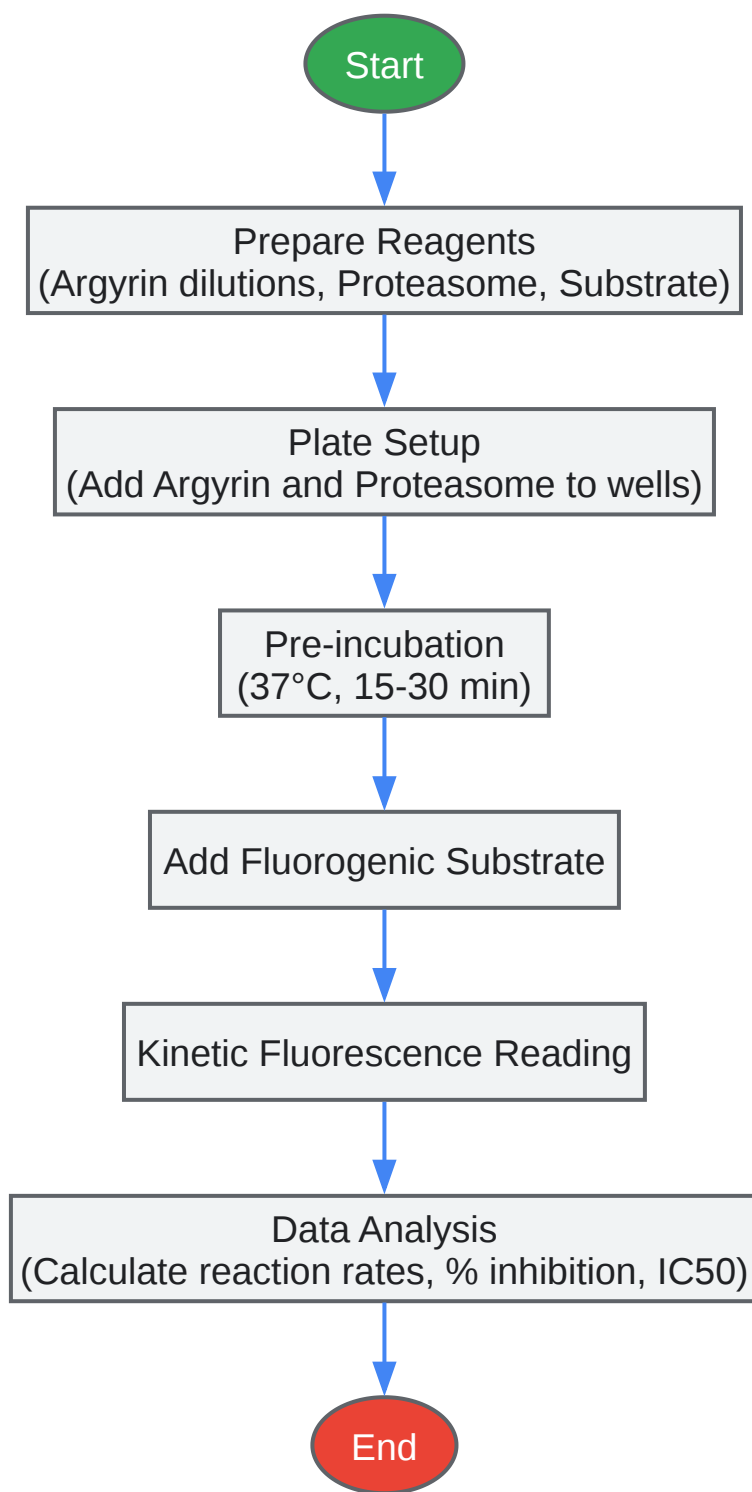 Start
Prepare Reagents
(Argyrin dilutions, Proteasome, Substrate)
Plate Setup
(Add Argyrin and Proteasome to wells)
Pre-incubation
(37°C, 15-30 min)
Add Fluorogenic Substrate
Kinetic Fluorescence Reading
Data Analysis
(Calculate reaction rates, % inhibition, IC50)
End